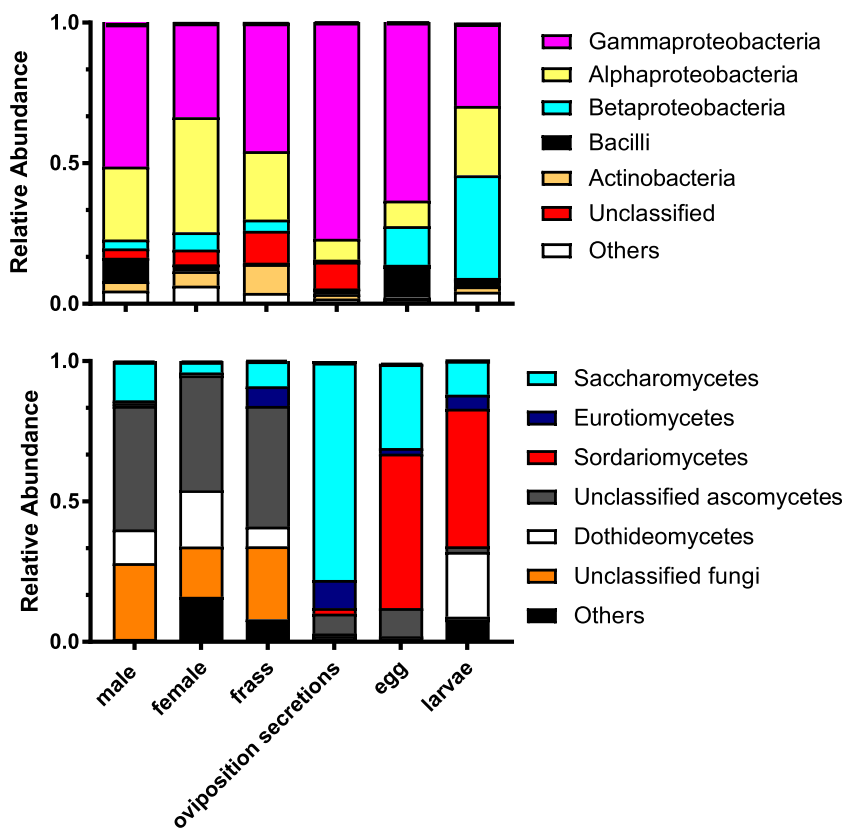 1.0
0.5
0.0
Relative Abundance
Gammaproteobacteria
Alphaproteobacteria
Betaproteobacteria
Bacilli
Actinobacteria
Unclassified
Others
1.0
0.5
0.0
Relative Abundance
Saccharomycetes
Eurotiomycetes
Sordariomycetes
Unclassified ascomycetes
Dothideomycetes
Unclassified fungi
Others
male
female
frass
oviposition secretions
egg
larvae